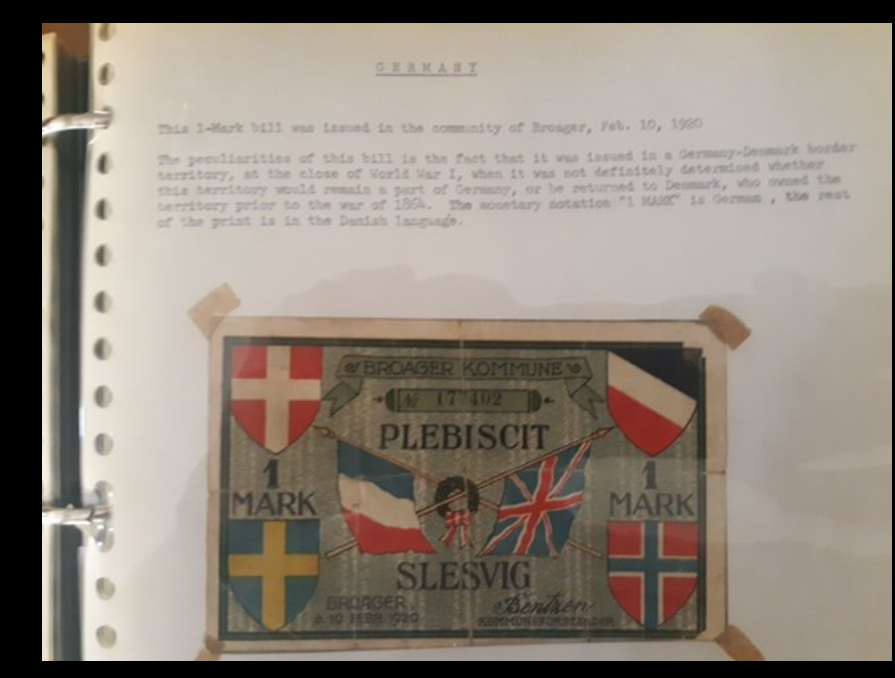 GERMANY
This 1-Mark bill was issued in the community of Broager, Feb. 10, 1920
The peculiarities of this bill is the fact that it was issued in a Germany-Denmark border
territory, at the close of World War I, when it was not definitely determined whether
this territory would remain a part of Germany, or be returned to Denmark, who owned the
territory prior to the war of 1864. The monetary notation "1 MARK" is German , the rest
of the print is in the Danish language.
BROAGER KOMMUNE
№ 17402
PLEBISCIT
1 MARK
1 MARK
SLESVIG
BROAGER.
d. 10 FEBR 1920
Bentzen
KOMMUNEFORSTANDER